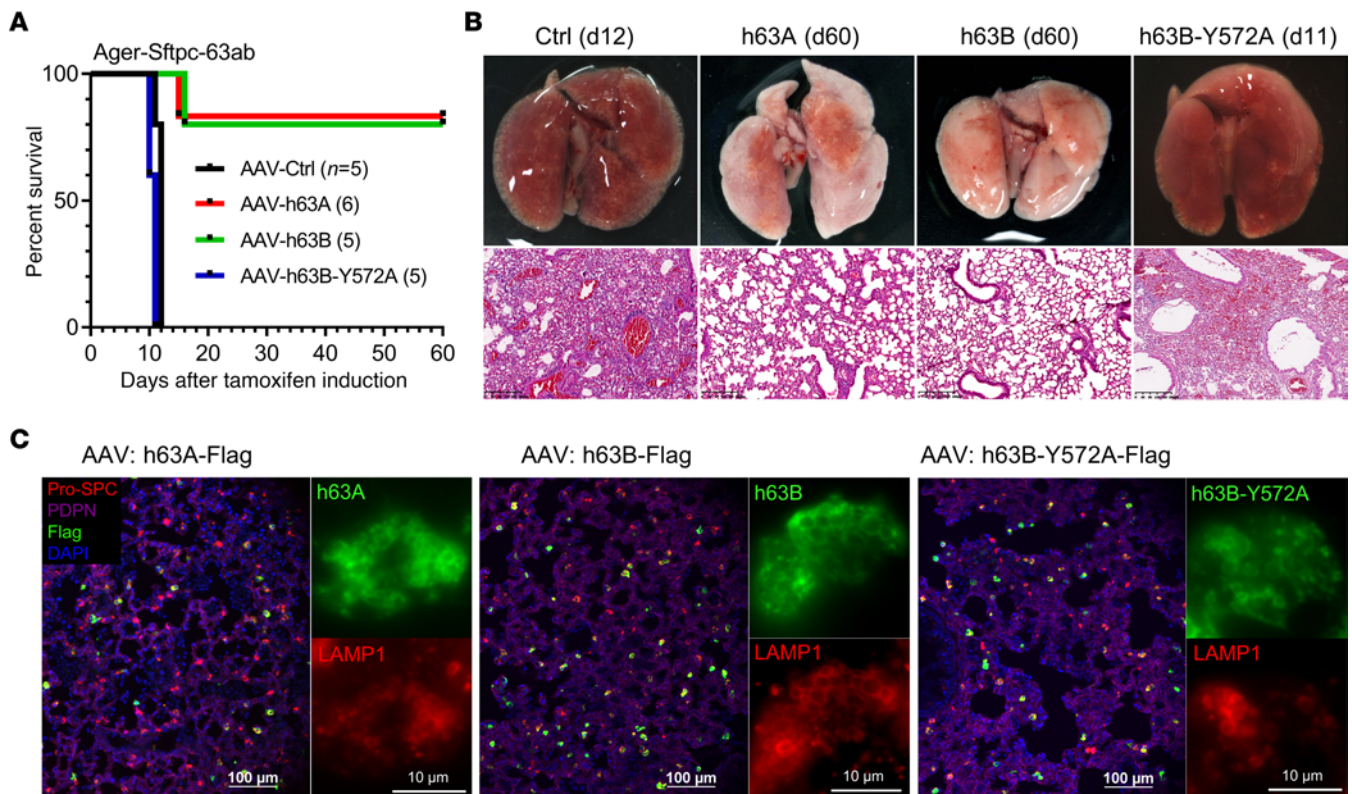 A
Ager-Sftpc-63ab
100
50
0
Percent survival
AAV-Ctrl (n=5)
AAV-h63A (6)
AAV-h63B (5)
AAV-h63B-Y572A (5)
0 10 20 30 40 50 60
Days after tamoxifen induction
B
Ctrl (d12) h63A (d60) h63B (d60) h63B-Y572A (d11)
C
AAV: h63A-Flag AAV: h63B-Flag AAV: h63B-Y572A-Flag
Pro-SPC
PDPN
Flag
DAPI
100 µm
h63A
LAMP1
10 µm
100 µm
h63B
LAMP1
10 µm
100 µm
h63B-Y572A
LAMP1
10 µm